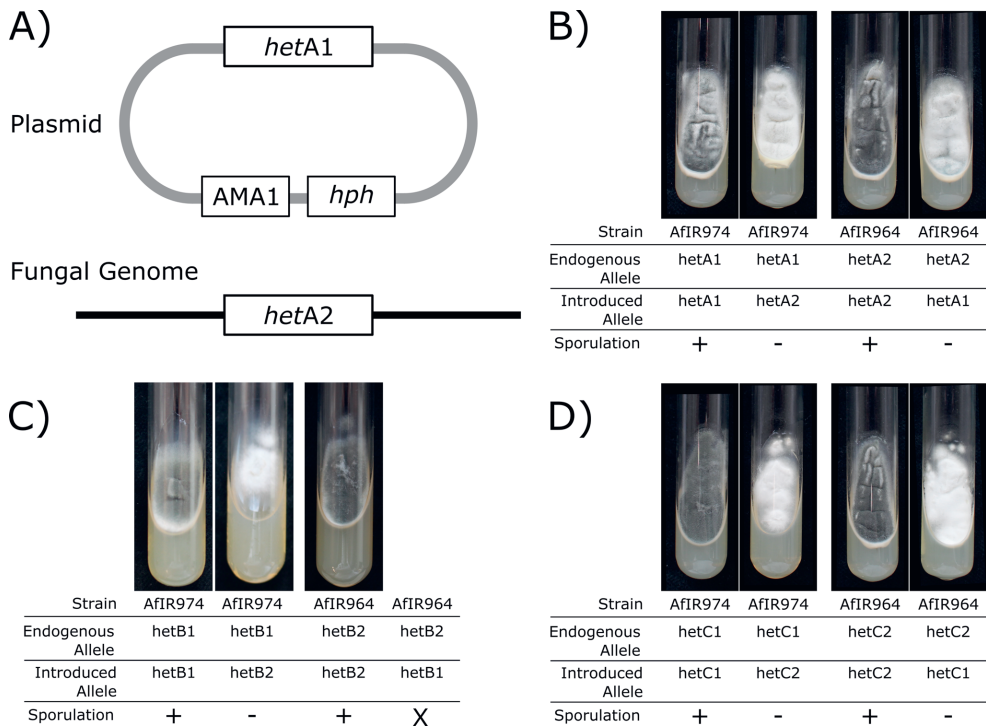 A)
hetA1
Plasmid
AMA1
hph
Fungal Genome
hetA2
B)
Strain AfIR974 AfIR974 AfIR964 AfIR964
Endogenous hetA1 hetA1 hetA2 hetA2
Allele
Introduced hetA1 hetA2 hetA2 hetA1
Allele
Sporulation + - + -
C)
Strain AfIR974 AfIR974 AfIR964 AfIR964
Endogenous hetB1 hetB1 hetB2 hetB2
Allele
Introduced hetB1 hetB2 hetB2 hetB1
Allele
Sporulation + - + X
D)
Strain AfIR974 AfIR974 AfIR964 AfIR964
Endogenous hetC1 hetC1 hetC2 hetC2
Allele
Introduced hetC1 hetC2 hetC2 hetC1
Allele
Sporulation + - + -